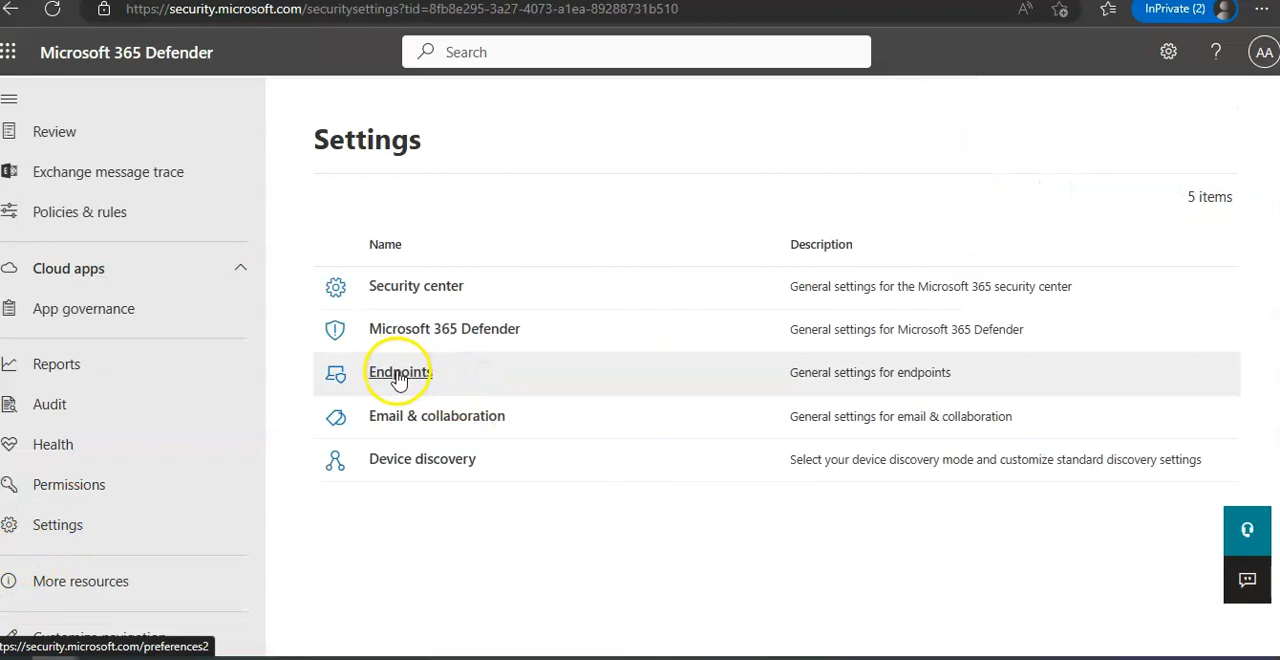 https://security.microsoft.com/securitysettings?tid=8fb8e295-3a27-4073-a1ea-89288731b510
InPrivate (2)
Microsoft 365 Defender
Search
?
AA
Review
Exchange message trace
Policies & rules
Cloud apps
App governance
Reports
Audit
Health
Permissions
Settings
More resources
Customize navigation
ttps://security.microsoft.com/preferences2
Settings
5 items
Name Description
Security center General settings for the Microsoft 365 security center
Microsoft 365 Defender General settings for Microsoft 365 Defender
Endpoints General settings for endpoints
Email & collaboration General settings for email & collaboration
Device discovery Select your device discovery mode and customize standard discovery settings